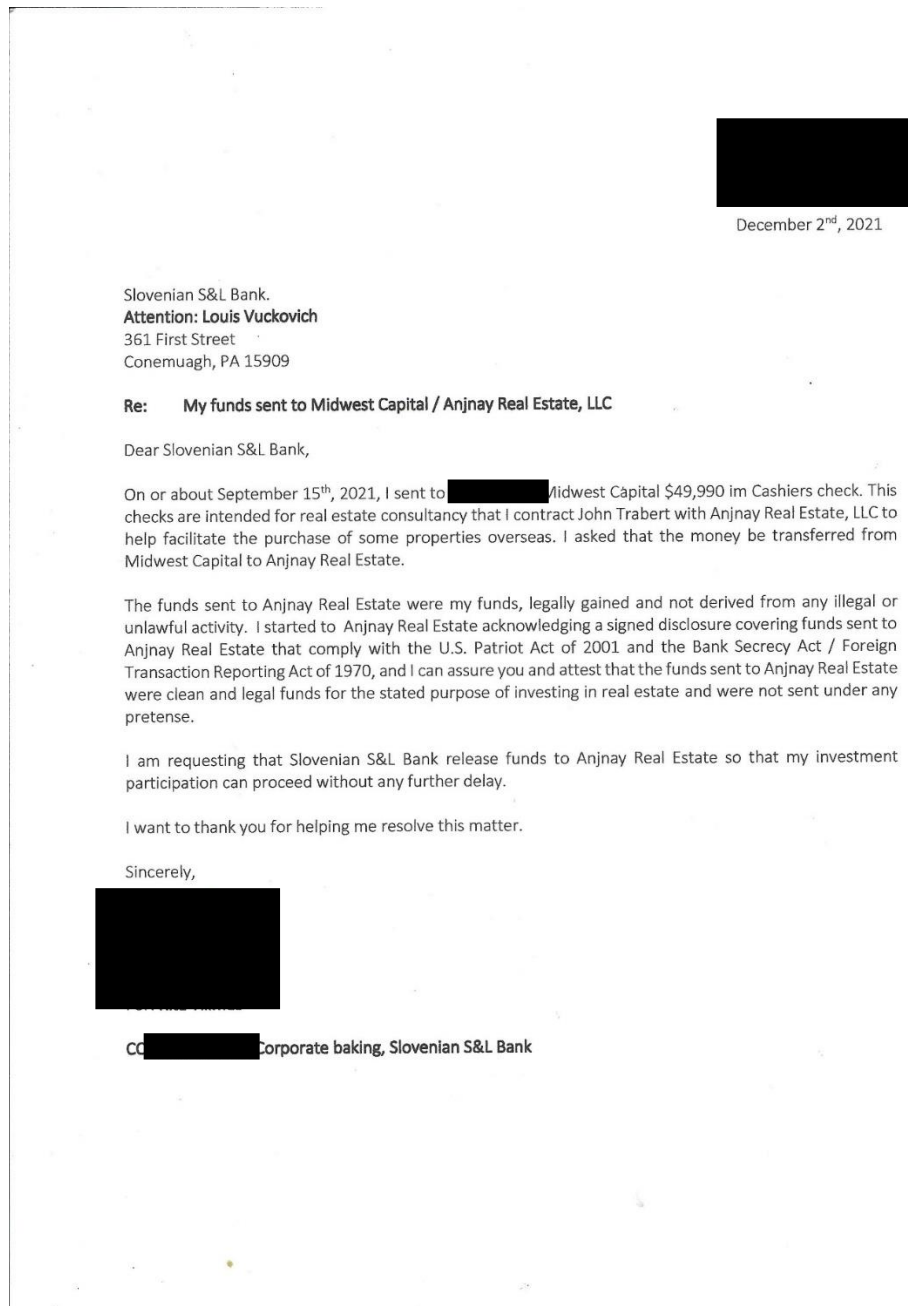 December 2nd, 2021
Slovenian S&L Bank.
Attention: Louis Vuckovich
361 First Street
Conemuagh, PA 15909
Re: My funds sent to Midwest Capital / Anjnay Real Estate, LLC
Dear Slovenian S&L Bank,
On or about September 15th, 2021, I sent to Midwest Capital $49,990 im Cashiers check. This
checks are intended for real estate consultancy that I contract John Trabert with Anjnay Real Estate, LLC to
help facilitate the purchase of some properties overseas. I asked that the money be transferred from
Midwest Capital to Anjnay Real Estate.
The funds sent to Anjnay Real Estate were my funds, legally gained and not derived from any illegal or
unlawful activity. I started to Anjnay Real Estate acknowledging a signed disclosure covering funds sent to
Anjnay Real Estate that comply with the U.S. Patriot Act of 2001 and the Bank Secrecy Act / Foreign
Transaction Reporting Act of 1970, and I can assure you and attest that the funds sent to Anjnay Real Estate
were clean and legal funds for the stated purpose of investing in real estate and were not sent under any
pretense.
I am requesting that Slovenian S&L Bank release funds to Anjnay Real Estate so that my investment
participation can proceed without any further delay.
I want to thank you for helping me resolve this matter.
Sincerely,
CC Corporate baking, Slovenian S&L Bank